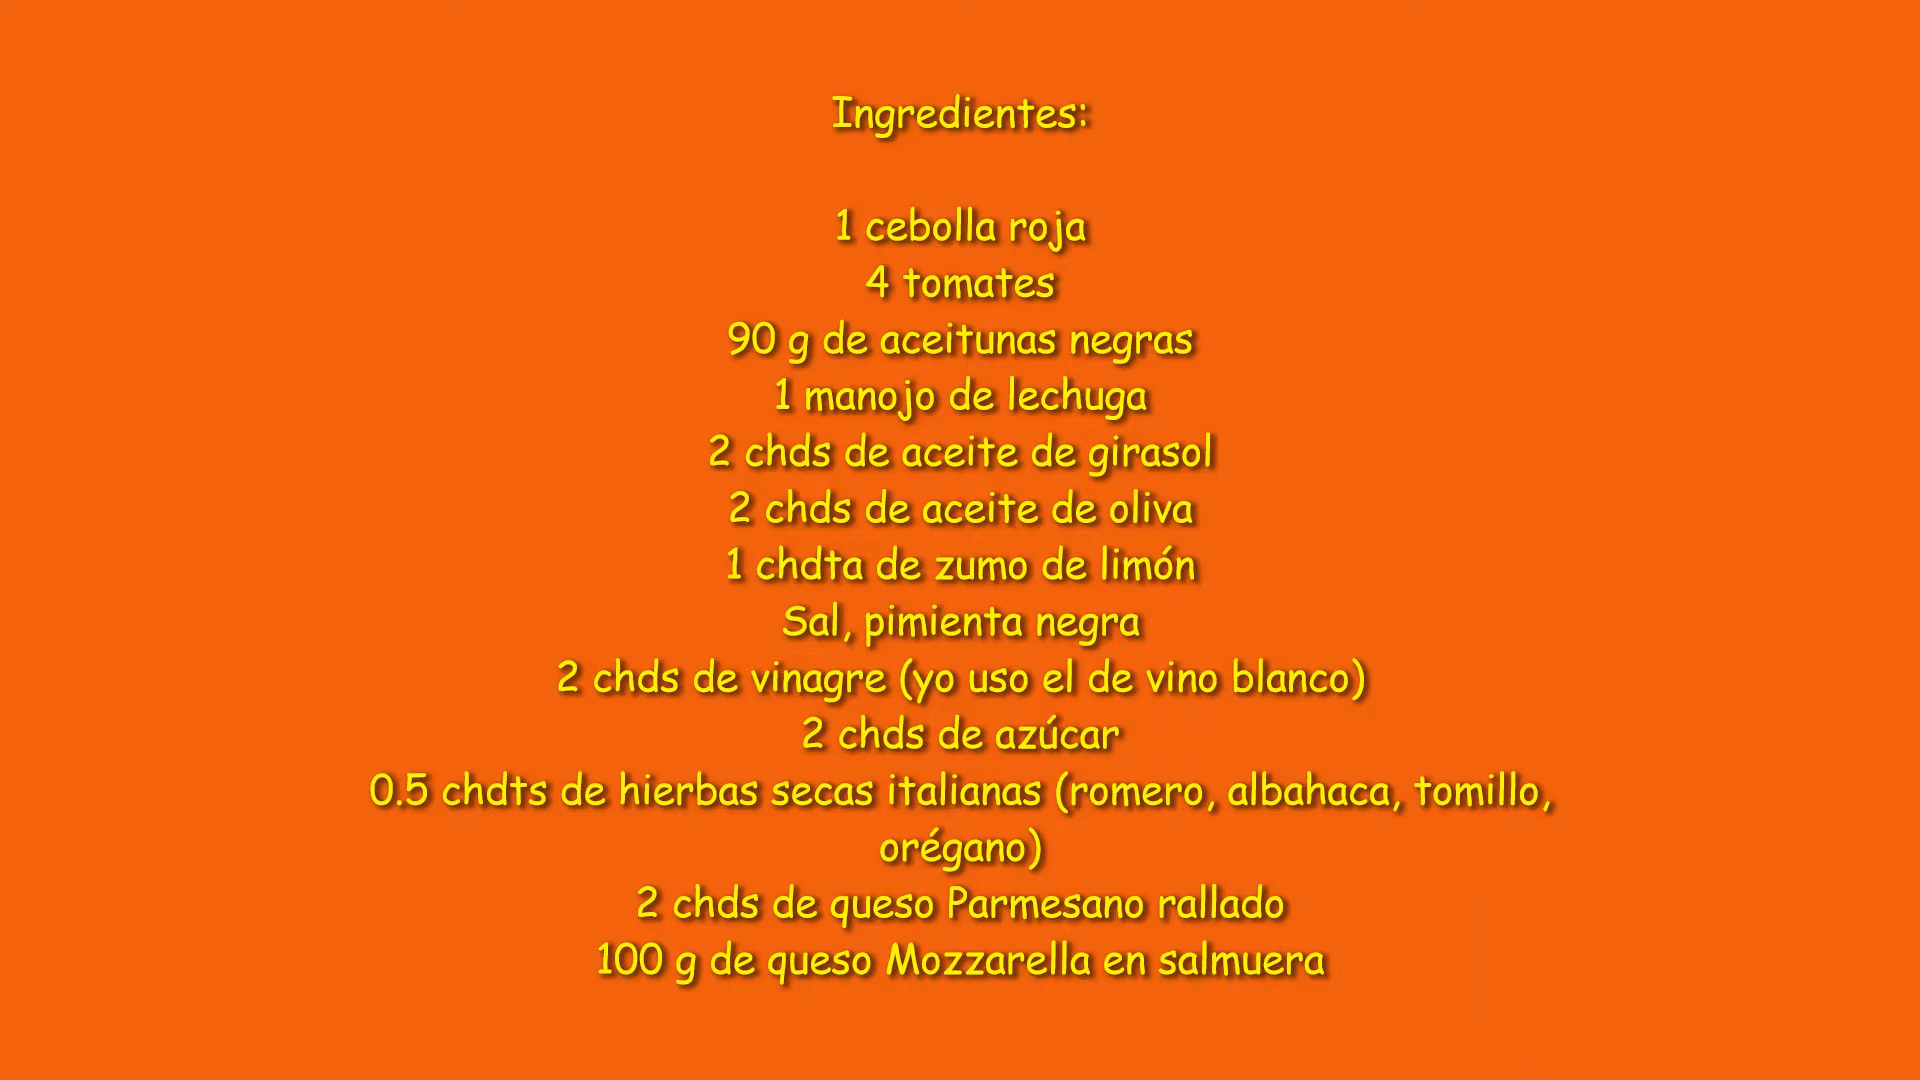 Ingredientes:
1 cebolla roja
4 tomates
90 g de aceitunas negras
1 manojo de lechuga
2 chds de aceite de girasol
2 chds de aceite de oliva
1 chdta de zumo de limón
Sal, pimienta negra
2 chds de vinagre (yo uso el de vino blanco)
2 chds de azúcar
0.5 chdts de hierbas secas italianas (romero, albahaca, tomillo,
orégano)
2 chds de queso Parmesano rallado
100 g de queso Mozzarella en salmuera